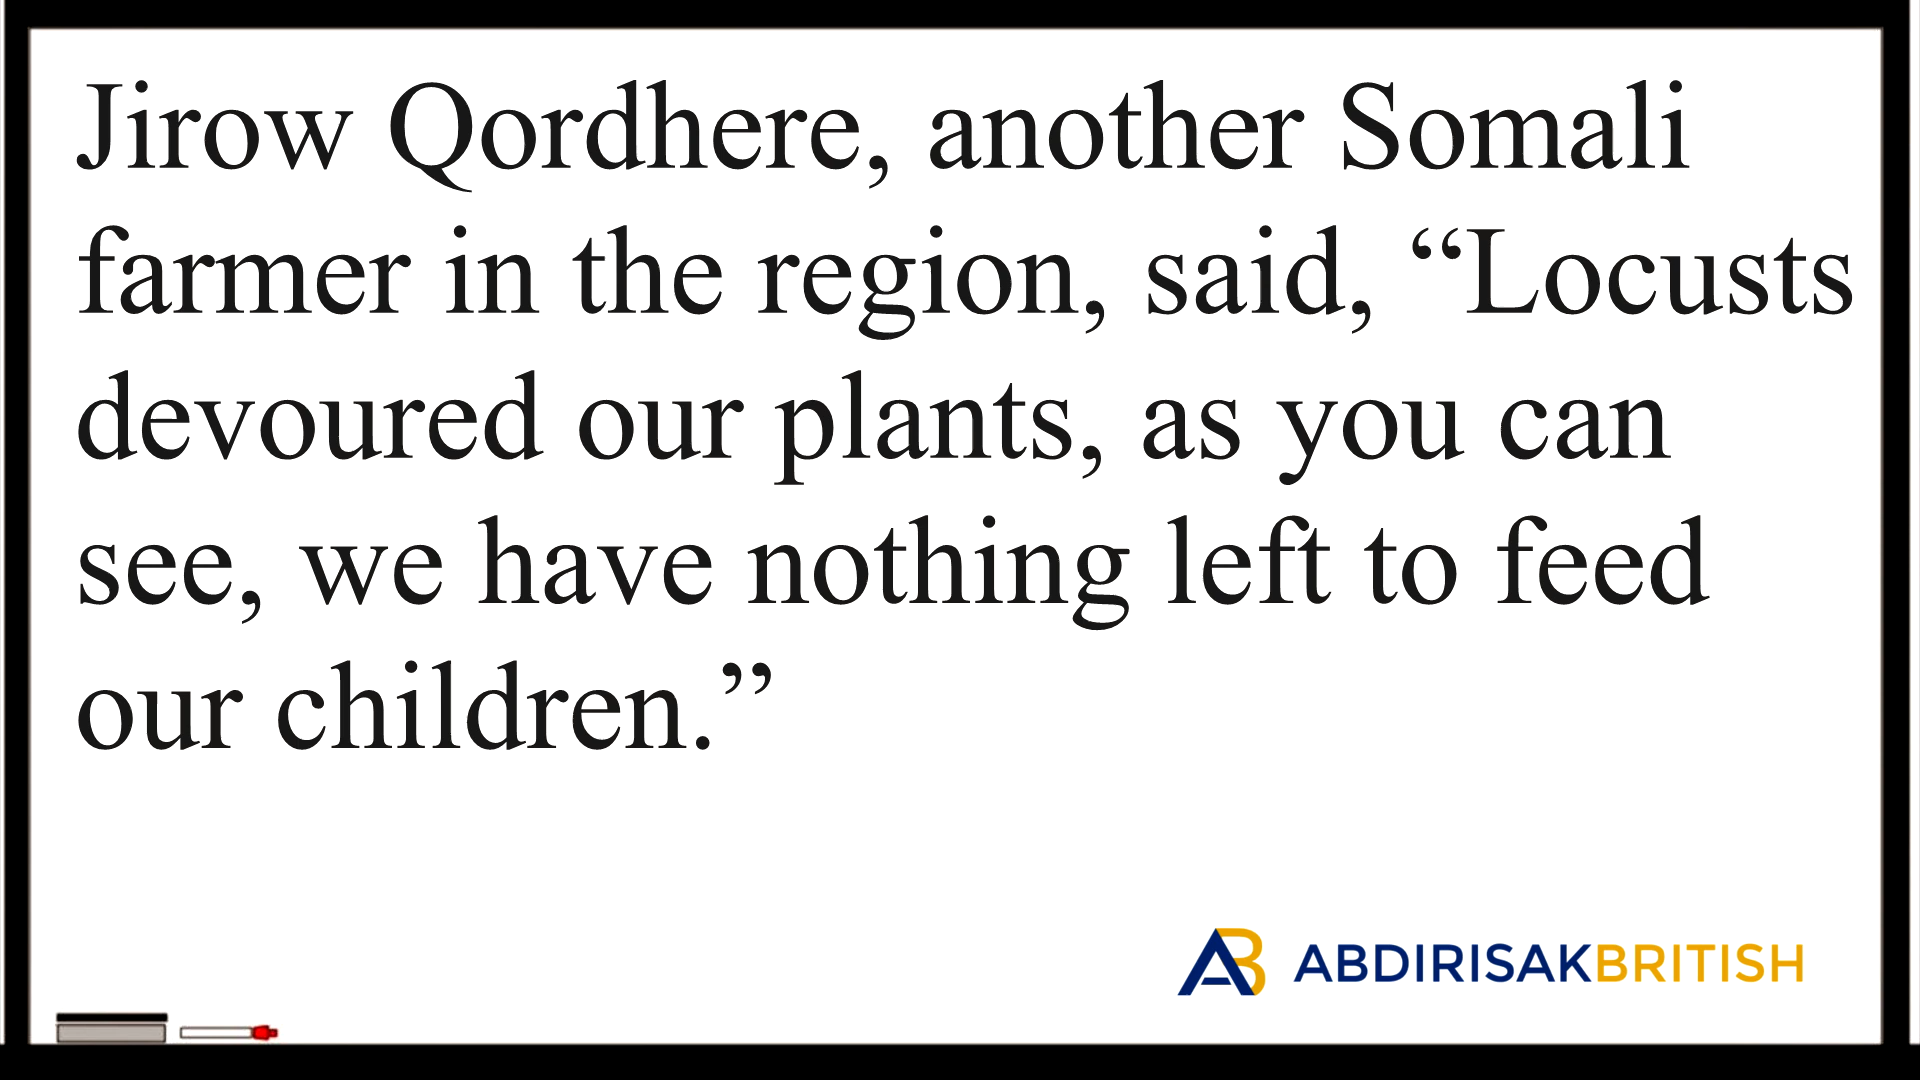 Jirow Qordhere, another Somali
farmer in the region, said, “Locusts
devoured our plants, as you can
see, we have nothing left to feed
our children.”
AB ABDIRISAKBRITISH